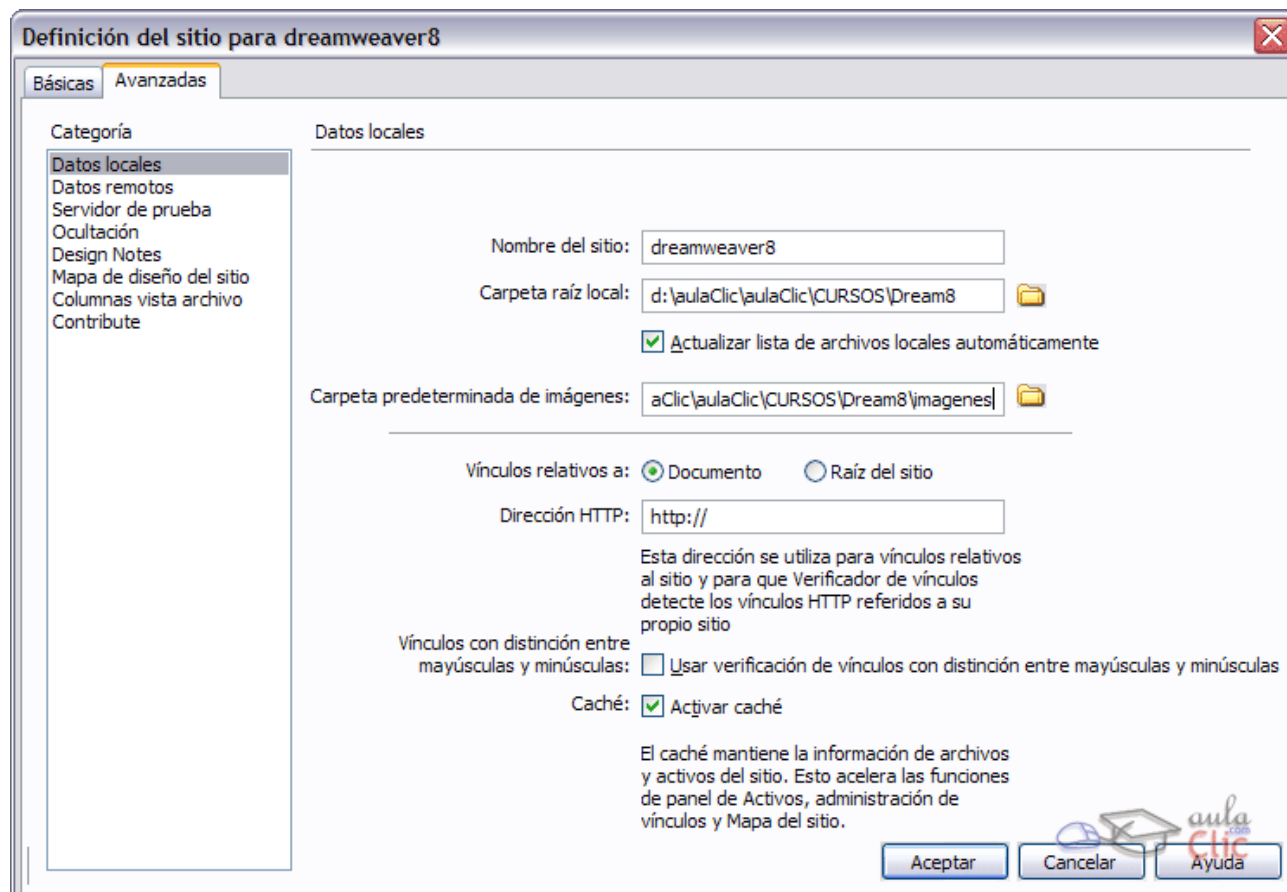 Definición del sitio para dreamweaver8
Básicas
Avanzadas
Categoría
Datos locales
Datos remotos
Servidor de prueba
Ocultación
Design Notes
Mapa de diseño del sitio
Columnas vista archivo
Contribute
Datos locales
Nombre del sitio: dreamweaver8
Carpeta raíz local: d:\aulaClic\aulaClic\CURSOS\Dream8
Actualizar lista de archivos locales automáticamente
Carpeta predeterminada de imágenes: aClic\aulaClic\CURSOS\Dream8\imagenes
Vínculos relativos a: Documento Raíz del sitio
Dirección HTTP: http://
Esta dirección se utiliza para vínculos relativos
al sitio y para que Verificador de vínculos
detecte los vínculos HTTP referidos a su
propio sitio
Vínculos con distinción entre
mayúsculas y minúsculas: Usar verificación de vínculos con distinción entre mayúsculas y minúsculas
Caché: Activar caché
El caché mantiene la información de archivos
y activos del sitio. Esto acelera las funciones
de panel de Activos, administración de
vínculos y Mapa del sitio.
aula
.com
Clic
Aceptar Cancelar Ayuda